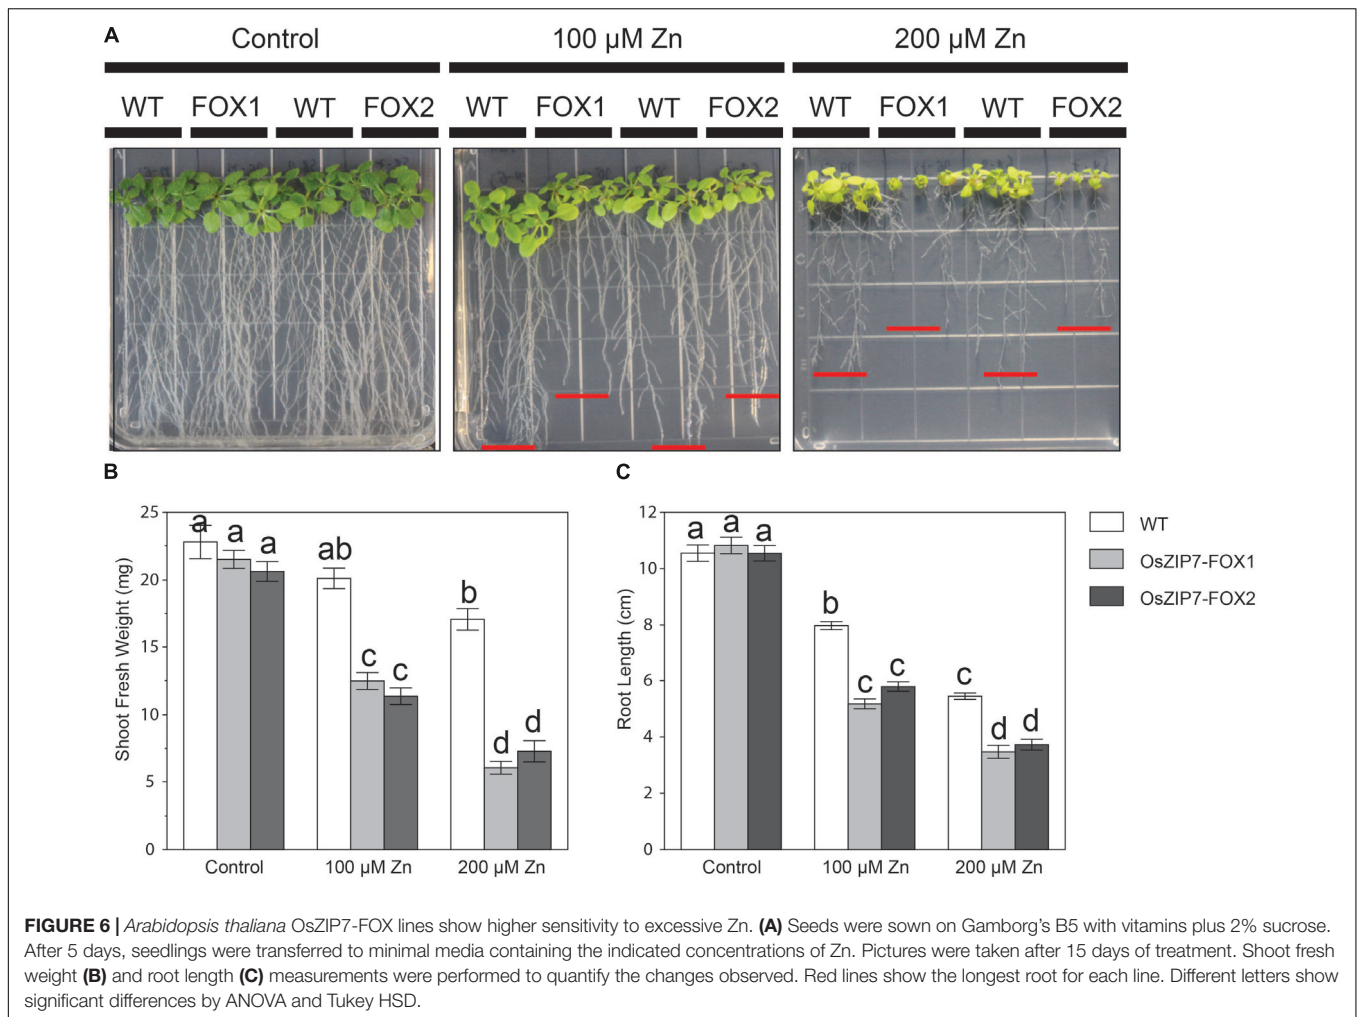 A
Control 100 µM Zn 200 µM Zn
WT FOX1 WT FOX2 WT FOX1 WT FOX2 WT FOX1 WT FOX2
B
25
20
15
10
5
0
Shoot Fresh Weight (mg)
a a a ab c c b d d
Control 100 µM Zn 200 µM Zn
C
12
10
8
6
4
2
0
Root Length (cm)
a a a b c c c d d
Control 100 µM Zn 200 µM Zn
WT
OsZIP7-FOX1
OsZIP7-FOX2
FIGURE 6 | Arabidopsis thaliana OsZIP7-FOX lines show higher sensitivity to excessive Zn. (A) Seeds were sown on Gamborg's B5 with vitamins plus 2% sucrose.
After 5 days, seedlings were transferred to minimal media containing the indicated concentrations of Zn. Pictures were taken after 15 days of treatment. Shoot fresh
weight (B) and root length (C) measurements were performed to quantify the changes observed. Red lines show the longest root for each line. Different letters show
significant differences by ANOVA and Tukey HSD.